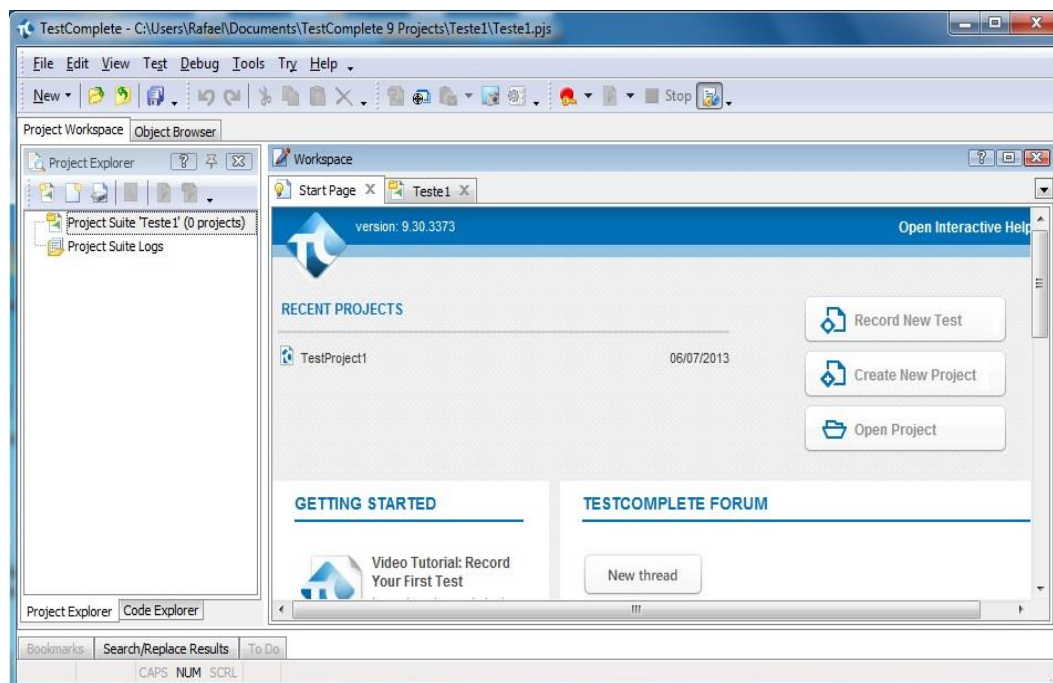 TestComplete - C:\Users\Rafael\Documents\TestComplete 9 Projects\Teste1\Teste1.pjs
File Edit View Test Debug Tools Try Help
New Stop
Project Workspace Object Browser
Project Explorer
Project Suite 'Teste1' (0 projects)
Project Suite Logs
Workspace
Start Page Teste1
version: 9.30.3373 Open Interactive Help
RECENT PROJECTS
TestProject1 06/07/2013
Record New Test
Create New Project
Open Project
GETTING STARTED
Video Tutorial: Record
Your First Test
TESTCOMPLETE FORUM
New thread
Project Explorer Code Explorer
Bookmarks Search/Replace Results To Do
CAPS NUM SCRL